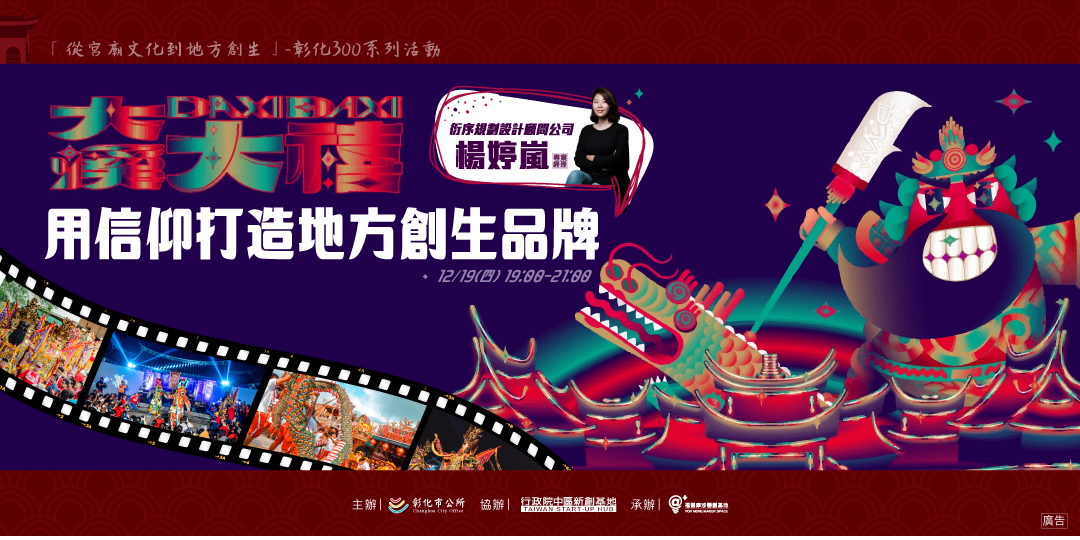 「從宮廟文化到地方創生」-彰化300系列活動
DAXI BAXI
大溪大禧
衍序規劃設計顧問公司
楊婷嵐
用信仰打造地方創生品牌
12/19(四) 19:00-21:00
主辦| 彰化市公所
Changhua City Office
協辦| 行政院中區新創基地
TAIWAN START-UP HUB
承辦|
FOR MORE MAKER SPACE
廣告